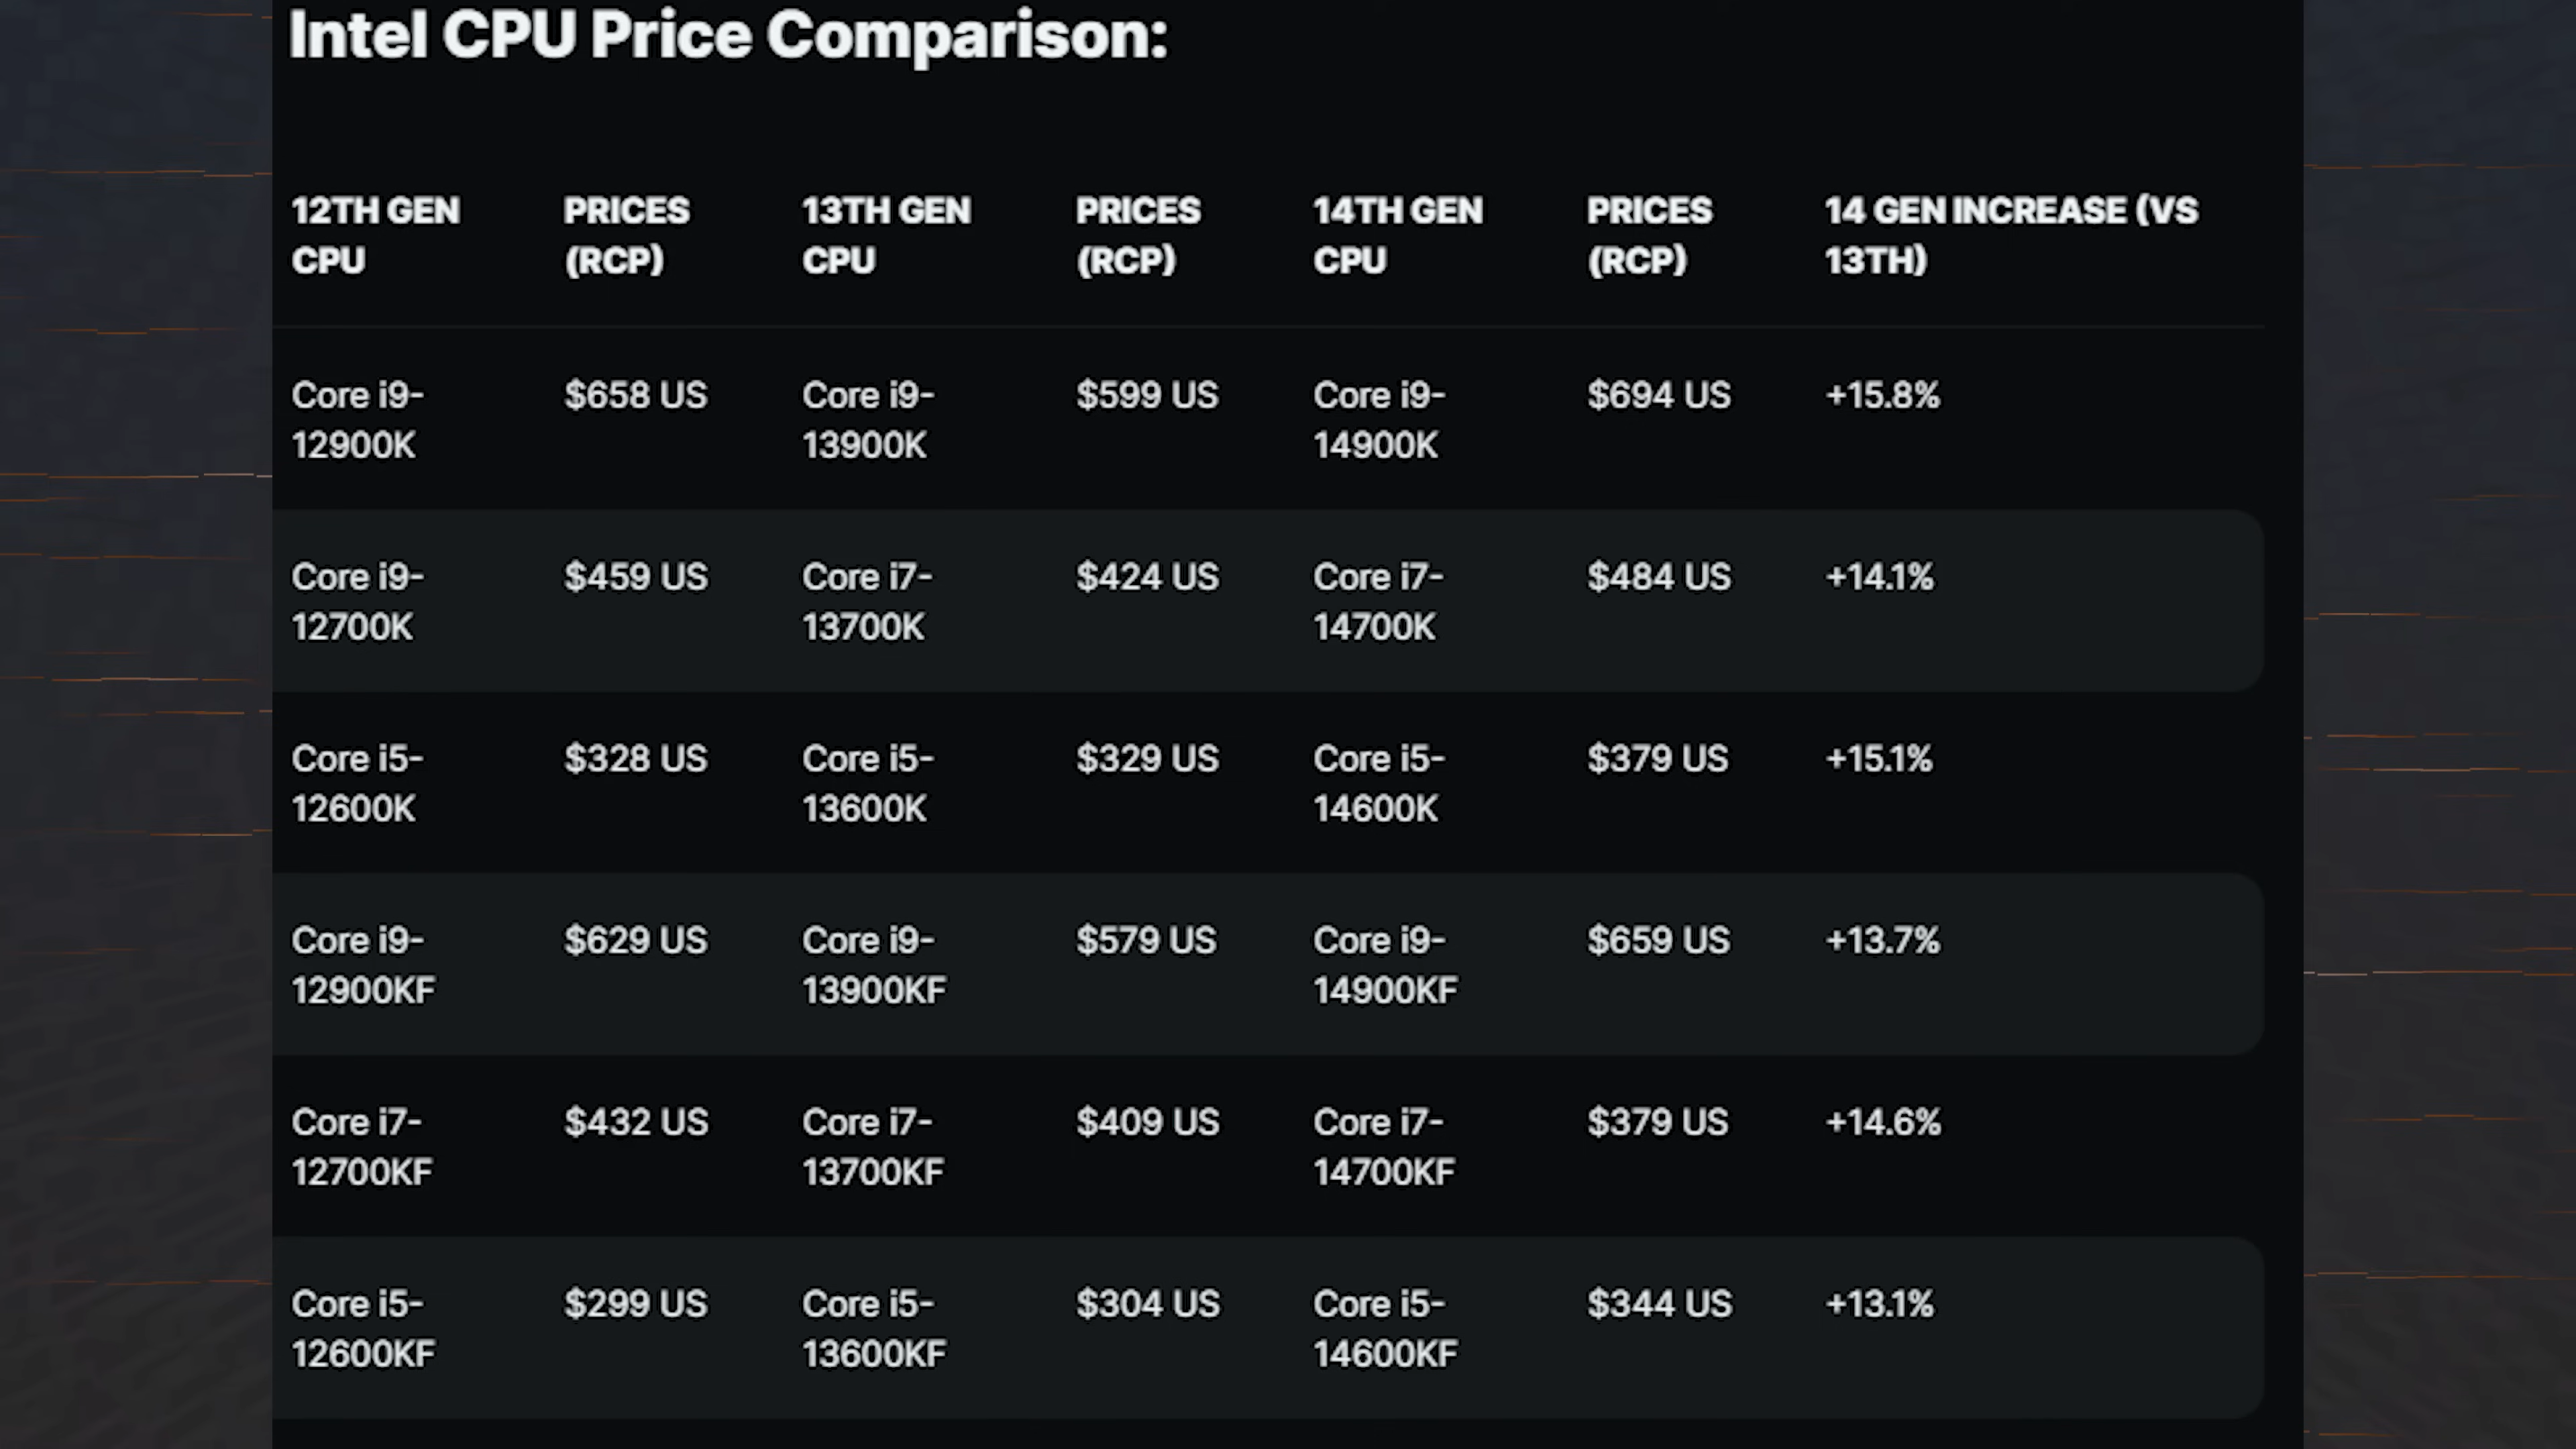 Intel CPU Price Comparison:
12TH GEN PRICES 13TH GEN PRICES 14TH GEN PRICES 14 GEN INCREASE (VS
CPU (RCP) CPU (RCP) CPU (RCP) 13TH)
Core i9- $658 US Core i9- $599 US Core i9- $694 US +15.8%
12900K 13900K 14900K
Core i9- $459 US Core i7- $424 US Core i7- $484 US +14.1%
12700K 13700K 14700K
Core i5- $328 US Core i5- $329 US Core i5- $379 US +15.1%
12600K 13600K 14600K
Core i9- $629 US Core i9- $579 US Core i9- $659 US +13.7%
12900KF 13900KF 14900KF
Core i7- $432 US Core i7- $409 US Core i7- $379 US +14.6%
12700KF 13700KF 14700KF
Core i5- $299 US Core i5- $304 US Core i5- $344 US +13.1%
12600KF 13600KF 14600KF